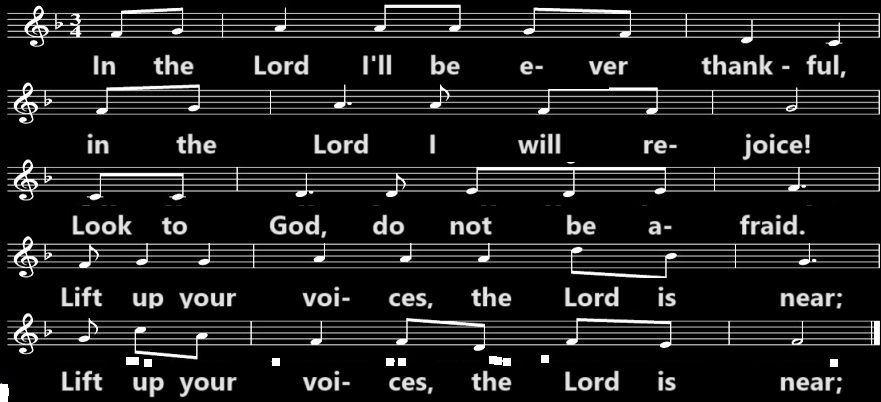 3
4
In the Lord I'll be e- ver thank - ful,
in the Lord I will re- joice!
Look to God, do not be a- fraid.
Lift up your voi- ces, the Lord is near;
Lift up your voi- ces, the Lord is near;